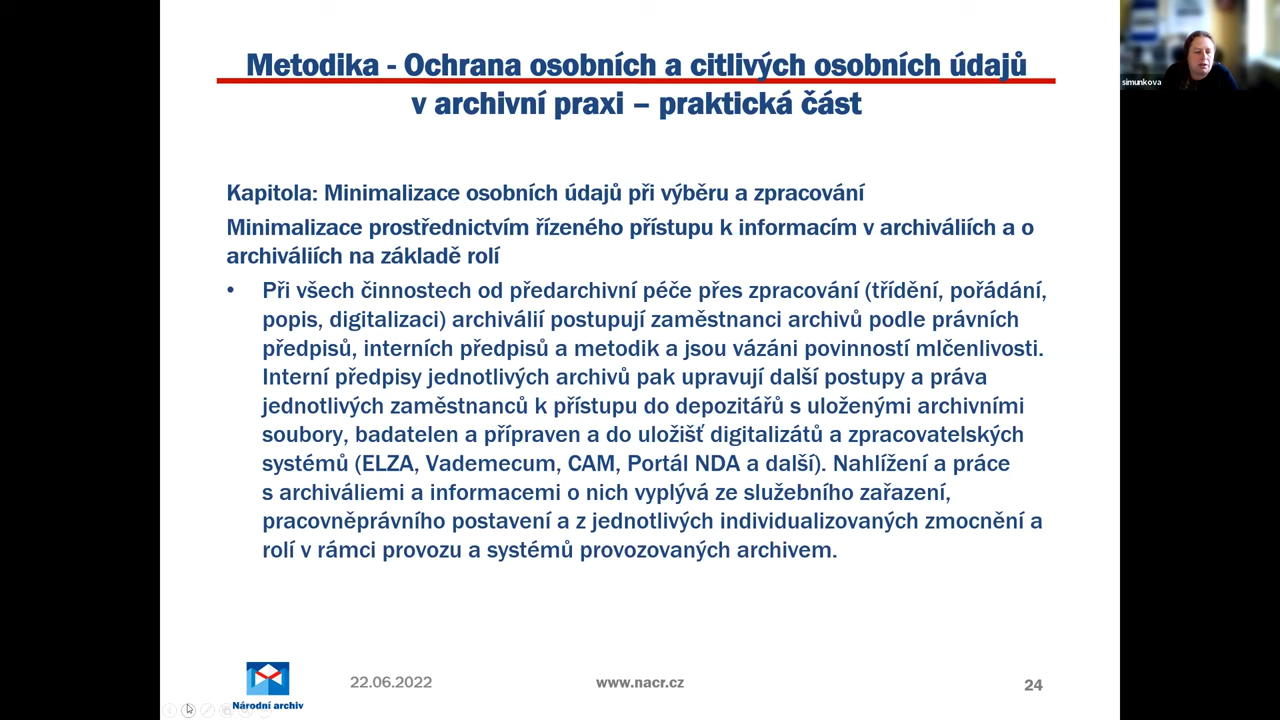 Metodika - Ochrana osobních a citlivých osobních údajů
v archivní praxi – praktická část
simunkova
Kapitola: Minimalizace osobních údajů při výběru a zpracování
Minimalizace prostřednictvím řízeného přístupu k informacím v archiváliích a o
archiváliích na základě rolí
• Při všech činnostech od předarchivní péče přes zpracování (třídění, pořádání,
popis, digitalizaci) archiválií postupují zaměstnanci archivů podle právních
předpisů, interních předpisů a metodik a jsou vázáni povinností mlčenlivosti.
Interní předpisy jednotlivých archivů pak upravují další postupy a práva
jednotlivých zaměstnanců k přístupu do depozitářů s uloženými archivními
soubory, badatelen a přípraven a do uložišť digitalizátů a zpracovatelských
systémů (ELZA, Vademecum, CAM, Portál NDA a další). Nahlížení a práce
s archiváliemi a informacemi o nich vyplývá ze služebního zařazení,
pracovněprávního postavení a z jednotlivých individualizovaných zmocnění a
rolí v rámci provozu a systémů provozovaných archivem.
Národní archiv
22.06.2022
www.nacr.cz
24